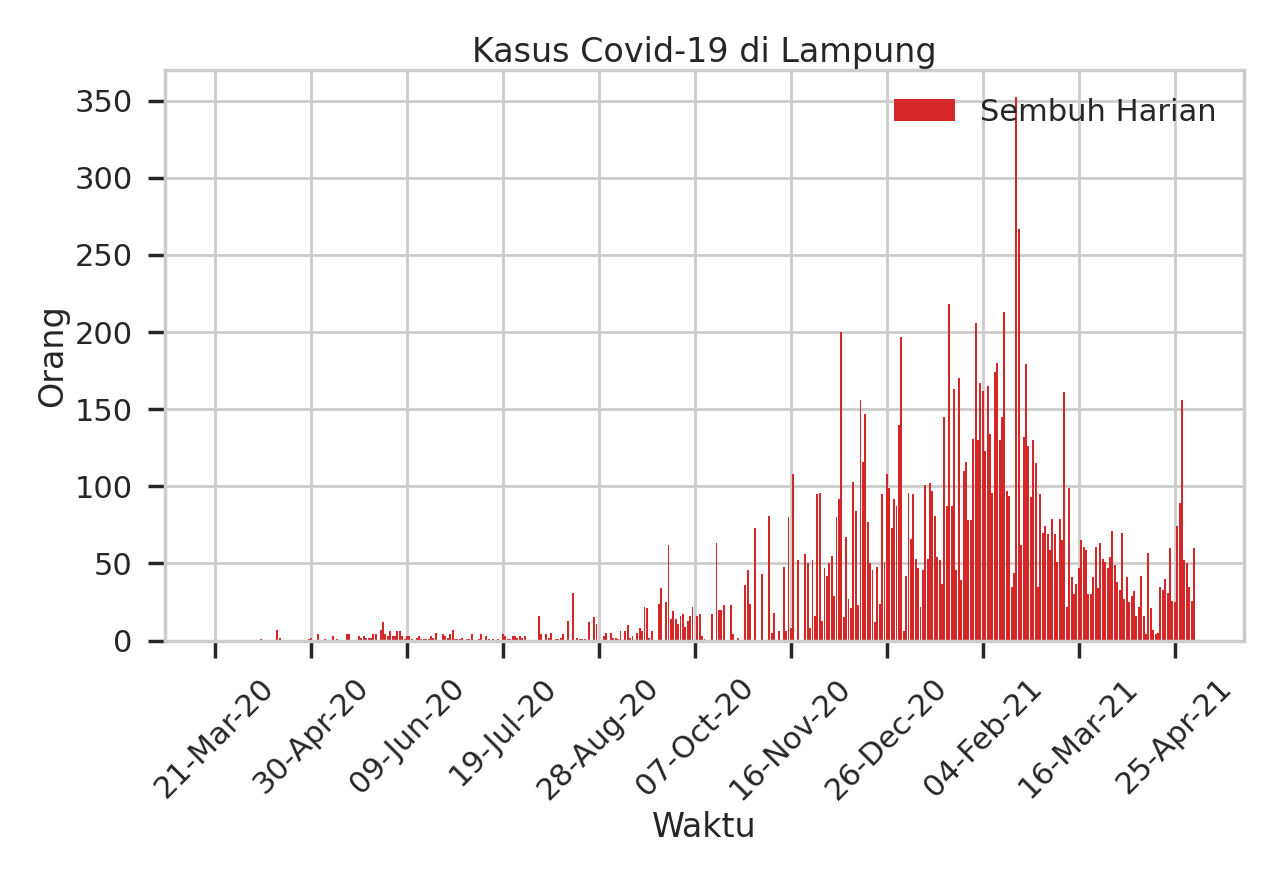 Kasus Covid-19 di Lampung
Sembuh Harian
Orang
350
300
250
200
150
100
50
0
21-Mar-20
30-Apr-20
09-Jun-20
19-Jul-20
28-Aug-20
07-Oct-20
16-Nov-20
26-Dec-20
04-Feb-21
16-Mar-21
25-Apr-21
Waktu